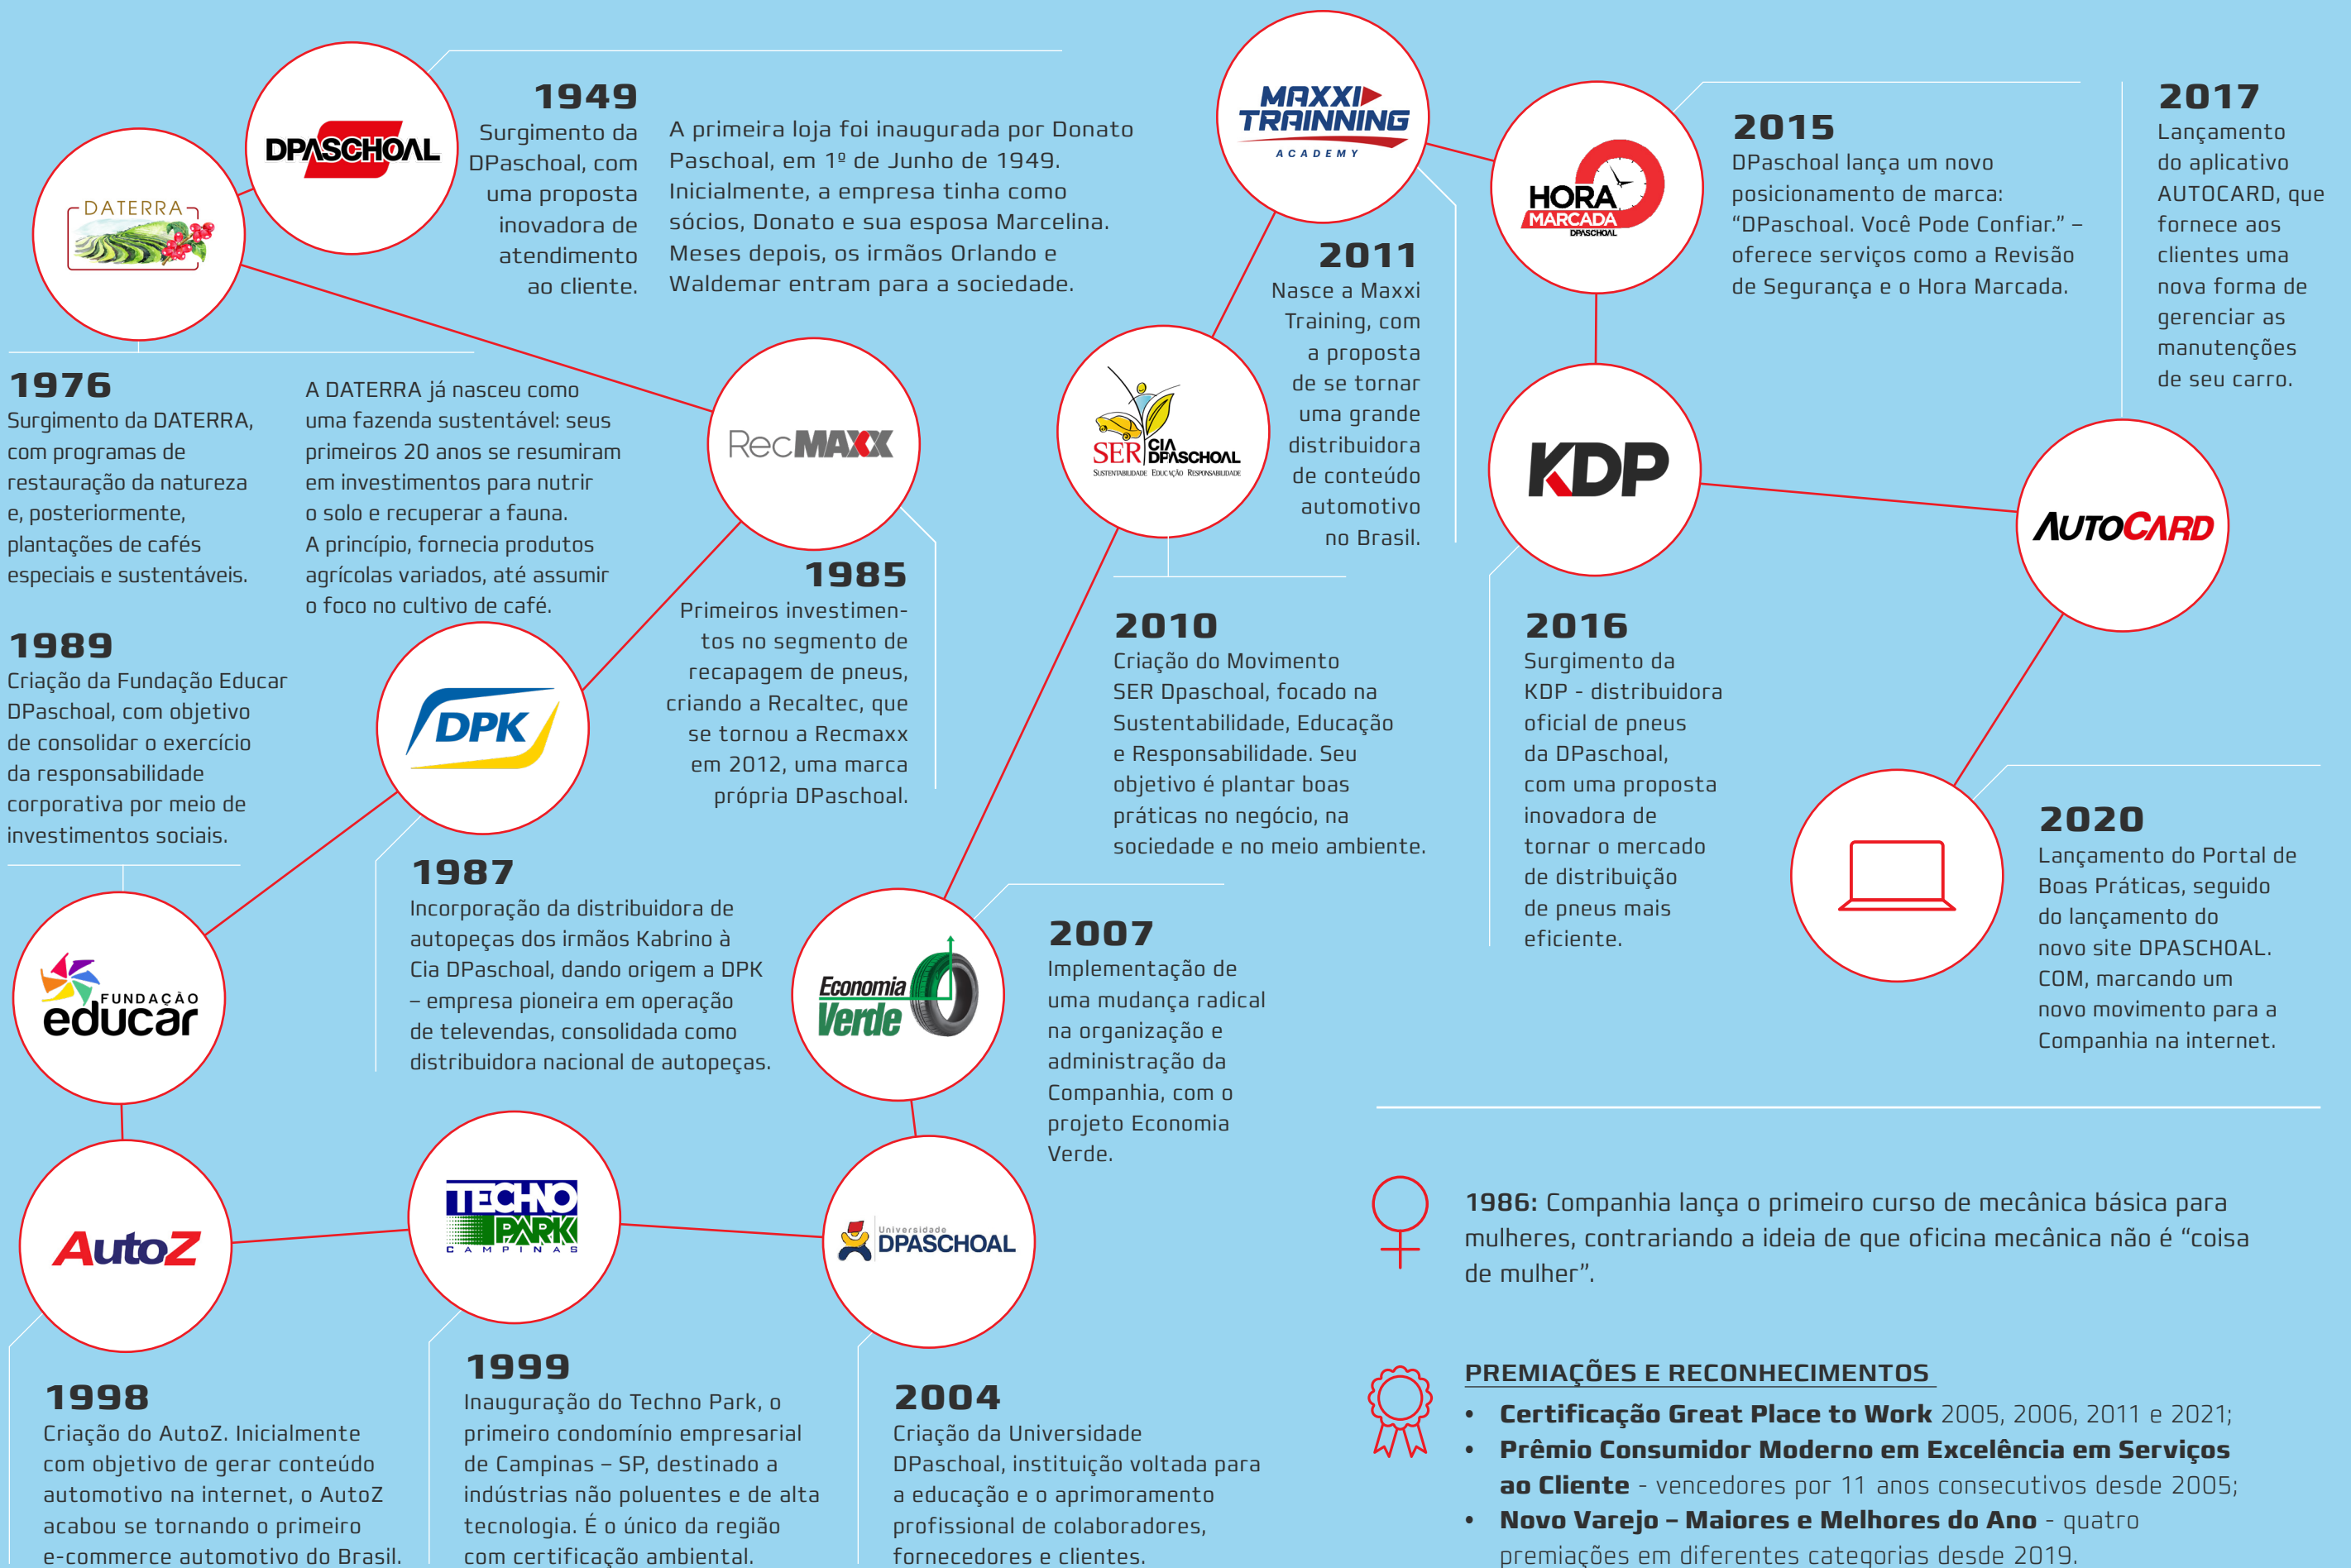 DPASCHOAL
1949
Surgimento da
DPaschoal, com
uma proposta
inovadora de
atendimento
ao cliente.
A primeira loja foi inaugurada por Donato
Paschoal, em 1º de Junho de 1949.
Inicialmente, a empresa tinha como
sócios, Donato e sua esposa Marcelina.
Meses depois, os irmãos Orlando e
Waldemar entram para a sociedade.
DATERRA
1976
Surgimento da DATERRA,
com programas de
restauração da natureza
e, posteriormente,
plantações de cafés
especiais e sustentáveis.
A DATERRA já nasceu como
uma fazenda sustentável: seus
primeiros 20 anos se resumiram
em investimentos para nutrir
o solo e recuperar a fauna.
A princípio, fornecia produtos
agrícolas variados, até assumir
o foco no cultivo de café.
RecMAXX
1985
Primeiros investimen-
tos no segmento de
recapagem de pneus,
criando a Recaltec, que
se tornou a Recmaxx
em 2012, uma marca
própria DPaschoal.
DPK
1987
Incorporação da distribuidora de
autopeças dos irmãos Kabrino à
Cia DPaschoal, dando origem a DPK
– empresa pioneira em operação
de televendas, consolidada como
distribuidora nacional de autopeças.
1989
Criação da Fundação Educar
DPaschoal, com objetivo
de consolidar o exercício
da responsabilidade
corporativa por meio de
investimentos sociais.
FUNDAÇÃO
educar
AutoZ
1998
Criação do AutoZ. Inicialmente
com objetivo de gerar conteúdo
automotivo na internet, o AutoZ
acabou se tornando o primeiro
e-commerce automotivo do Brasil.
TECHNO
PARK
CAMPINAS
1999
Inauguração do Techno Park, o
primeiro condomínio empresarial
de Campinas – SP, destinado a
indústrias não poluentes e de alta
tecnologia. É o único da região
com certificação ambiental.
Universidade
DPASCHOAL
2004
Criação da Universidade
DPaschoal, instituição voltada para
a educação e o aprimoramento
profissional de colaboradores,
fornecedores e clientes.
Economia
Verde
2007
Implementação de
uma mudança radical
na organização e
administração da
Companhia, com o
projeto Economia
Verde.
SER CIA DPASCHOAL
SUSTENTABILIDADE EDUCAÇÃO RESPONSABILIDADE
2010
Criação do Movimento
SER Dpaschoal, focado na
Sustentabilidade, Educação
e Responsabilidade. Seu
objetivo é plantar boas
práticas no negócio, na
sociedade e no meio ambiente.
MAXXI
TRAINNING
ACADEMY
2011
Nasce a Maxxi
Training, com
a proposta
de se tornar
uma grande
distribuidora
de conteúdo
automotivo
no Brasil.
HORA
MARCADA
DPASCHOAL
2015
DPaschoal lança um novo
posicionamento de marca:
“DPaschoal. Você Pode Confiar.” –
oferece serviços como a Revisão
de Segurança e o Hora Marcada.
KDP
2016
Surgimento da
KDP - distribuidora
oficial de pneus
da DPaschoal,
com uma proposta
inovadora de
tornar o mercado
de distribuição
de pneus mais
eficiente.
2017
Lançamento
do aplicativo
AUTOCARD, que
fornece aos
clientes uma
nova forma de
gerenciar as
manutenções
de seu carro.
AUTOCARD
2020
Lançamento do Portal de
Boas Práticas, seguido
do lançamento do
novo site DPASCHOAL.
COM, marcando um
novo movimento para a
Companhia na internet.
1986: Companhia lança o primeiro curso de mecânica básica para
mulheres, contrariando a ideia de que oficina mecânica não é “coisa
de mulher”.
PREMIAÇÕES E RECONHECIMENTOS
• Certificação Great Place to Work 2005, 2006, 2011 e 2021;
• Prêmio Consumidor Moderno em Excelência em Serviços
ao Cliente - vencedores por 11 anos consecutivos desde 2005;
• Novo Varejo – Maiores e Melhores do Ano - quatro
premiações em diferentes categorias desde 2019.